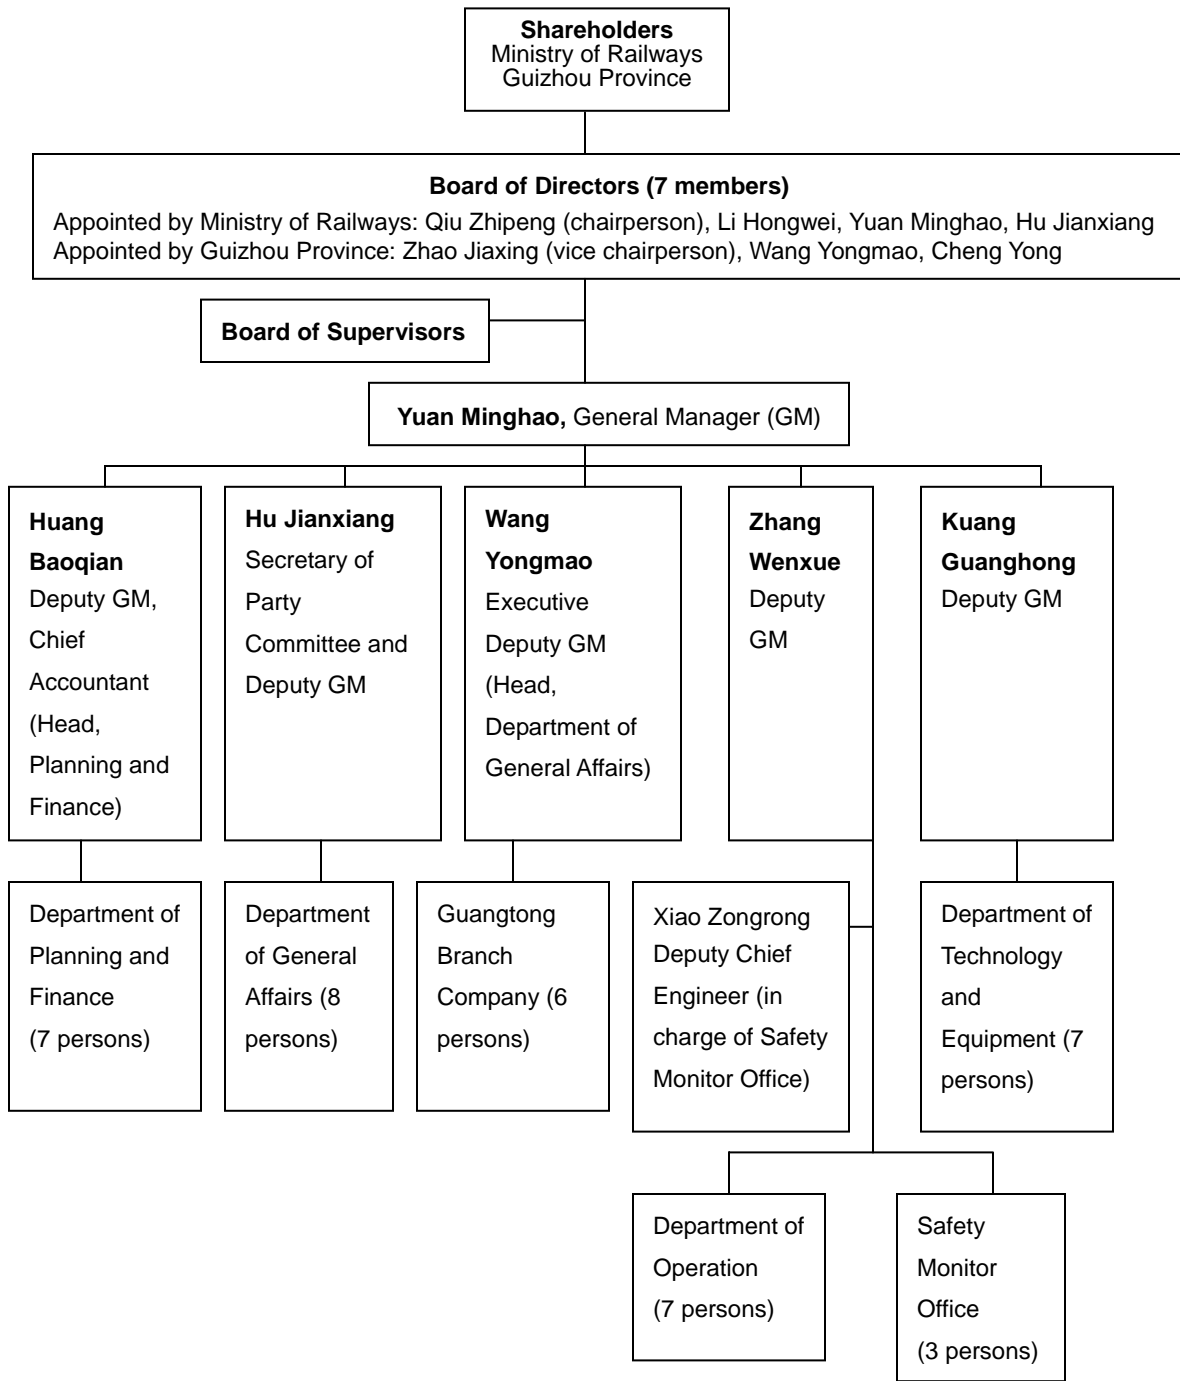 Shareholders
Ministry of Railways
Guizhou Province
Board of Directors (7 members)
Appointed by Ministry of Railways: Qiu Zhipeng (chairperson), Li Hongwei, Yuan Minghao, Hu Jianxiang
Appointed by Guizhou Province: Zhao Jiaxing (vice chairperson), Wang Yongmao, Cheng Yong
Board of Supervisors
Yuan Minghao, General Manager (GM)
Huang
Baoqian
Deputy GM,
Chief
Accountant
(Head,
Planning and
Finance)
Hu Jianxiang
Secretary of
Party
Committee and
Deputy GM
Wang
Yongmao
Executive
Deputy GM
(Head,
Department of
General Affairs)
Zhang
Wenxue
Deputy
GM
Kuang
Guanghong
Deputy GM
Department of
Planning and
Finance
(7 persons)
Department
of General
Affairs (8
persons)
Guangtong
Branch
Company (6
persons)
Xiao Zongrong
Deputy Chief
Engineer (in
charge of Safety
Monitor Office)
Department of
Technology
and
Equipment (7
persons)
Department of
Operation
(7 persons)
Safety
Monitor
Office
(3 persons)